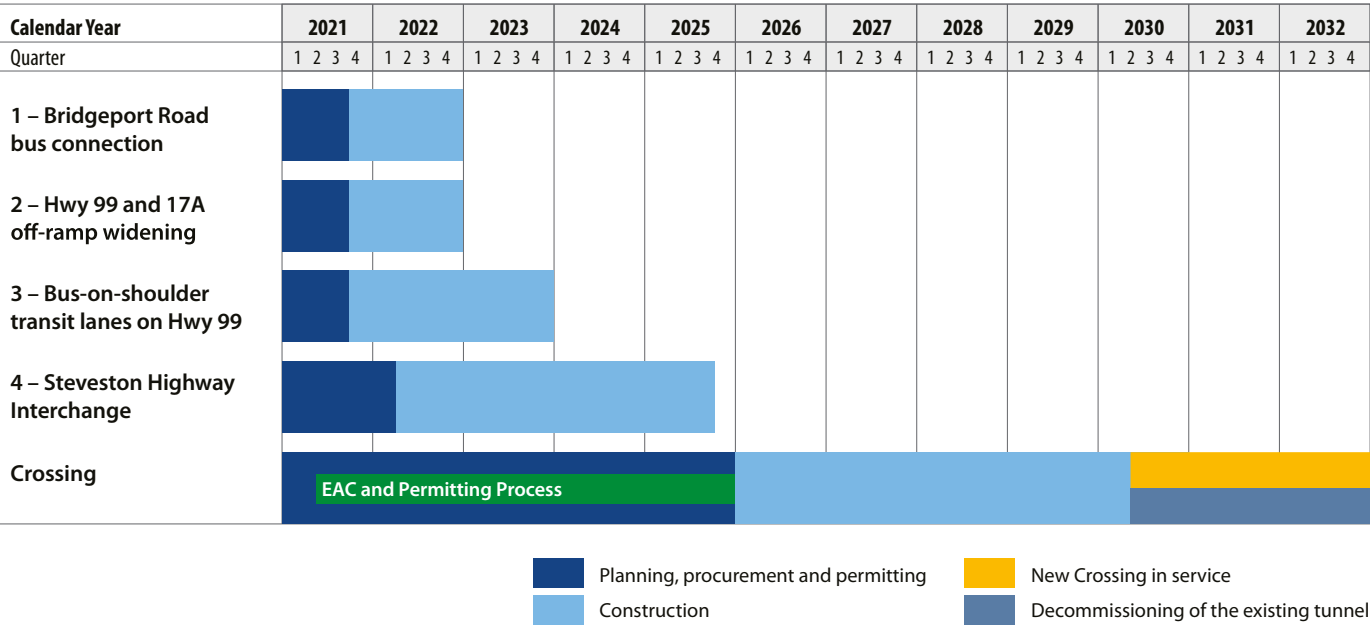 Calendar Year 2021 2022 2023 2024 2025 2026 2027 2028 2029 2030 2031 2032
Quarter 1 2 3 4 1 2 3 4 1 2 3 4 1 2 3 4 1 2 3 4 1 2 3 4 1 2 3 4 1 2 3 4 1 2 3 4 1 2 3 4 1 2 3 4 1 2 3 4
1 – Bridgeport Road
bus connection
2 – Hwy 99 and 17A
off-ramp widening
3 – Bus-on-shoulder
transit lanes on Hwy 99
4 – Steveston Highway
Interchange
Crossing
EAC and Permitting Process
Planning, procurement and permitting
Construction
New Crossing in service
Decommissioning of the existing tunnel